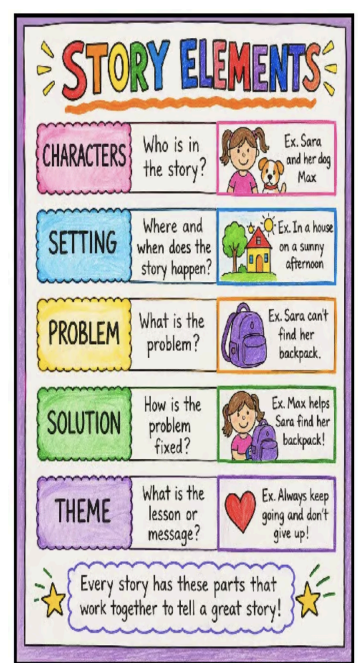 STORY ELEMENTS
CHARACTERS
Who is in
the story?
Ex. Sara
and her dog
Max
SETTING
Where and
when does the
story happen?
Ex. In a house
on a sunny
afternoon
PROBLEM
What is the
problem?
Ex. Sara can't
find her
backpack.
SOLUTION
How is the
problem
fixed?
Ex. Max helps
Sara find her
backpack!
THEME
What is the
lesson or
message?
Ex. Always keep
going and don't
give up!
Every story has these parts that
work together to tell a great story!